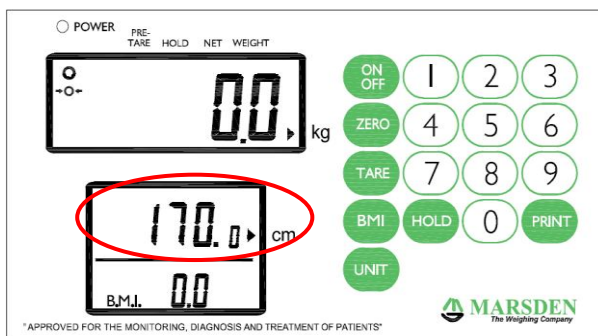 POWER
PRE-
TARE HOLD NET WEIGHT
0.0 kg
170.0 cm
B.M.I. 0.0
ON
OFF 1 2 3
ZERO 4 5 6
TARE 7 8 9
BMI HOLD 0 PRINT
UNIT
MARSDEN
The Weighing Company
"APPROVED FOR THE MONITORING, DIAGNOSIS AND TREATMENT OF PATIENTS"